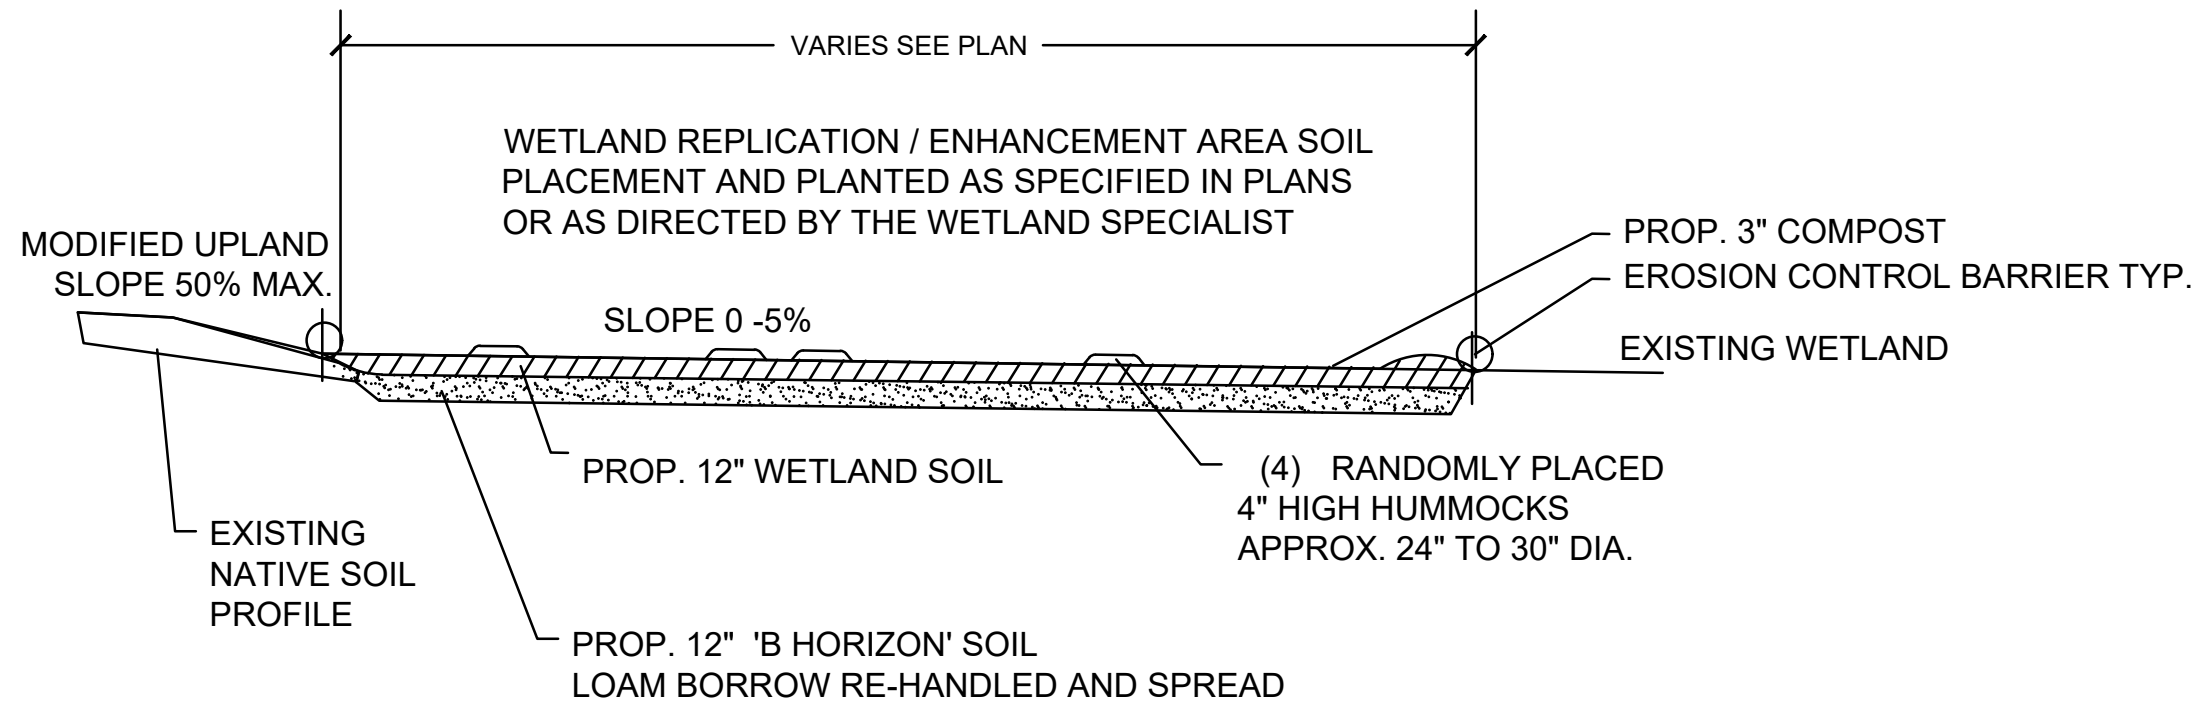 VARIES SEE PLAN
WETLAND REPLICATION / ENHANCEMENT AREA SOIL
PLACEMENT AND PLANTED AS SPECIFIED IN PLANS
OR AS DIRECTED BY THE WETLAND SPECIALIST
MODIFIED UPLAND
SLOPE 50% MAX.
SLOPE 0 -5%
PROP. 3" COMPOST
EROSION CONTROL BARRIER TYP.
EXISTING WETLAND
PROP. 12" WETLAND SOIL
(4) RANDOMLY PLACED
4" HIGH HUMMOCKS
APPROX. 24" TO 30" DIA.
EXISTING
NATIVE SOIL
PROFILE
PROP. 12" 'B HORIZON' SOIL
LOAM BORROW RE-HANDLED AND SPREAD